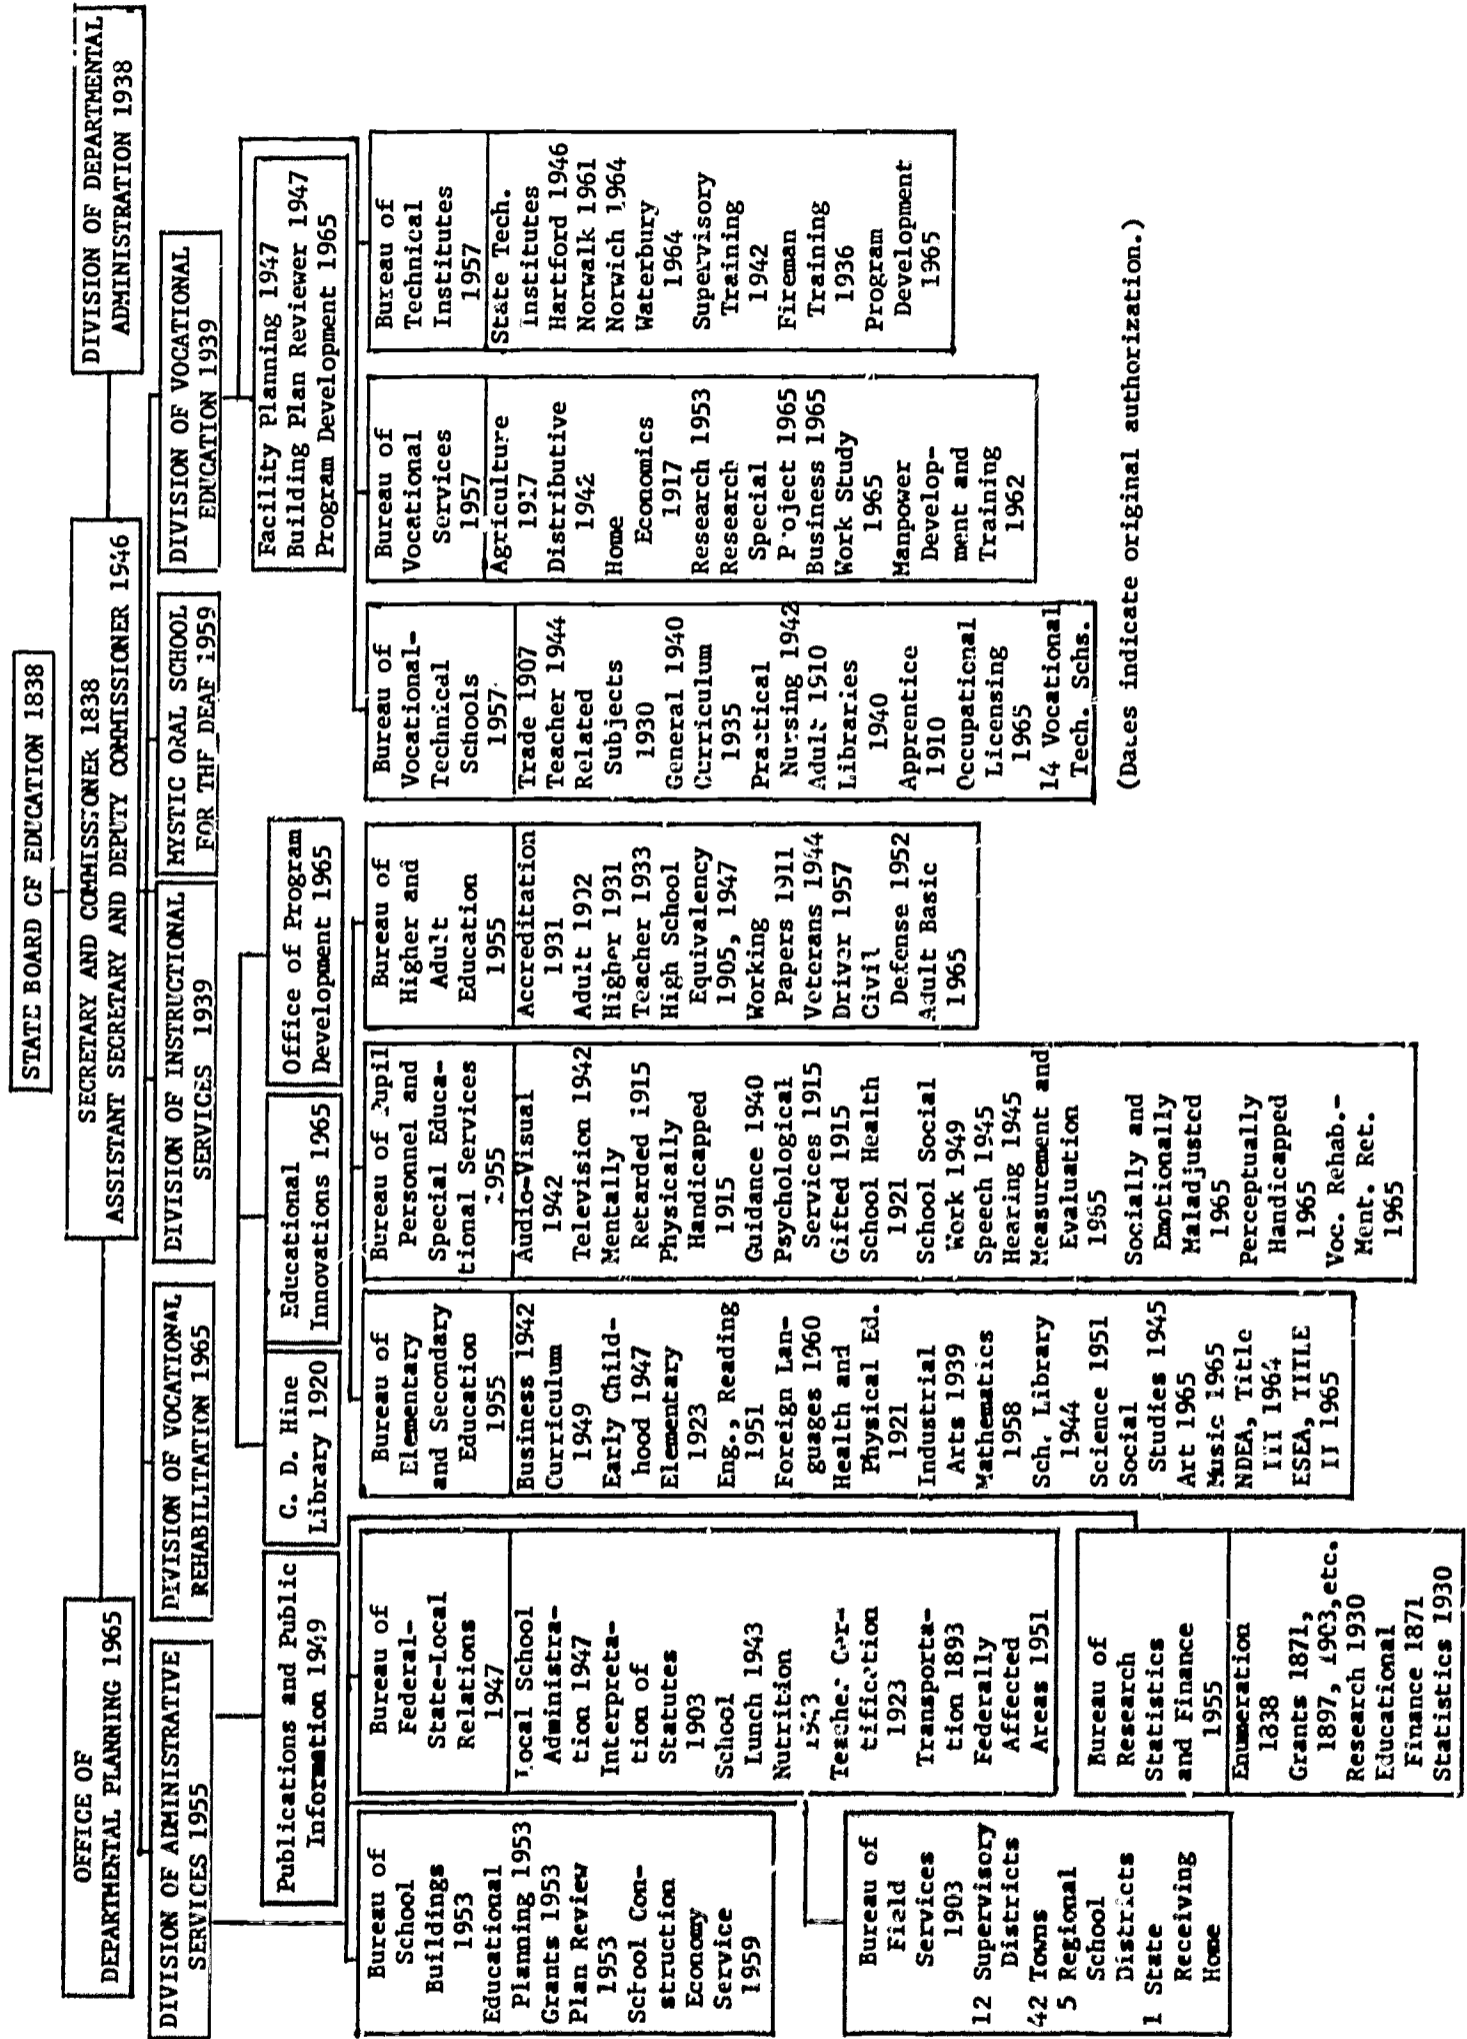 STATE BOARD CF EDUCATION 1838
SECRETARY AND COMMISSIONER 1838
ASSISTANT SECRETARY AND DEPUTY COMMISSIONER 1946
OFFICE OF
DEPARTMENTAL PLANNING 1965
DIVISION OF DEPARTMENTAL
ADMINISTRATION 1938
DIVISION OF ADMINISTRATIVE
SERVICES 1955
DIVISION OF VOCATIONAL
REHABILITATION 1965
DIVISION OF INSTRUCTIONAL
SERVICES 1939
MYSTIC ORAL SCHOOL
FOR THF DEAF 1959
DIVISION OF VOCATIONAL
EDUCATION 1939
Publications and Public
Information 1949
C. D. Hine
Library 1920
Educational
Innovations 1965
Office of Program
Development 1965
Facility Planning 1947
Building Plan Reviewer 1947
Program Development 1965
Bureau of
School
Buildings
1953
Educational
Planning 1953
Grants 1953
Plan Review
1953
School Con-
struction
Economy
Service
1959
Bureau of
Federal-
State-Local
Relations
1947
Local School
Administra-
tion 1947
Interpreta-
tion of
Statutes
1903
School
Lunch 1943
Nutrition
Teacher Cer-
tification
1923
Transporta-
tion 1893
Federally
Affected
Areas 1951
Bureau of
Field
Services
1903
12 Supervisory
Districts
42 Towns
5 Regional
School
Districts
1 State
Receiving
Home
Bureau of
Research
Statistics
and Finance
1955
Enumeration
1838
Grants 1871,
1897, 1903, etc.
Research 1930
Educational
Finance 1871
Statistics 1930
Bureau of
Elementary
and Secondary
Education
1955
Business 1942
Curriculum
1949
Early Child-
hood 1947
Elementary
1923
Eng., Reading
1951
Foreign Lan-
guages 1960
Health and
Physical Ed.
1921
Industrial
Arts 1939
Mathematics
1958
Sch. Library
1944
Science 1951
Social
Studies 1945
Art 1965
Music 1965
NDEA, Title
III 1964
ESEA, TITLE
II 1965
Bureau of Pupil
Personnel and
Special Educa-
tional Services
1955
Audio-Visual
1942
Television 1942
Mentally
Retarded 1915
Physically
Handicapped
1915
Guidance 1940
Psychological
Services 1915
Gifted 1915
School Health
1921
School Social
Work 1949
Speech 1945
Hearing 1945
Measurement and
Evaluation
1965
Socially and
Emotionally
Maladjusted
1965
Perceptually
Handicapped
1965
Voc. Rehab.-
Ment. Ret.
1965
Bureau of
Higher and
Adult
Education
1955
Accreditation
1931
Adult 1902
Higher 1931
Teacher 1933
High School
Equivalency
1905, 1947
Working
Papers 1911
Veterans 1944
Driver 1957
Civil
Defense 1952
Adult Basic
1965
Bureau of
Vocational-
Technical
Schools
1957
Trade 1907
Teacher 1944
Related
Subjects
1930
General 1940
Curriculum
1935
Practical
Nursing 1942
Adult 1910
Libraries
1940
Apprentice
1910
Occupational
Licensing
1965
14 Vocational
Tech. Schs.
Bureau of
Vocational
Services
1957
Agriculture
1917
Distributive
1942
Home
Economics
1917
Research 1953
Research
Special
Project 1965
Business 1965
Work Study
1965
Manpower
Develop-
ment and
Training
1962
Bureau of
Technical
Institutes
1957
State Tech.
Institutes
Hartford 1946
Norwalk 1961
Norwich 1964
Waterbury
1964
Supervisory
Training
1942
Fireman
Training
1936
Program
Development
1965
(Dates indicate original authorization.)